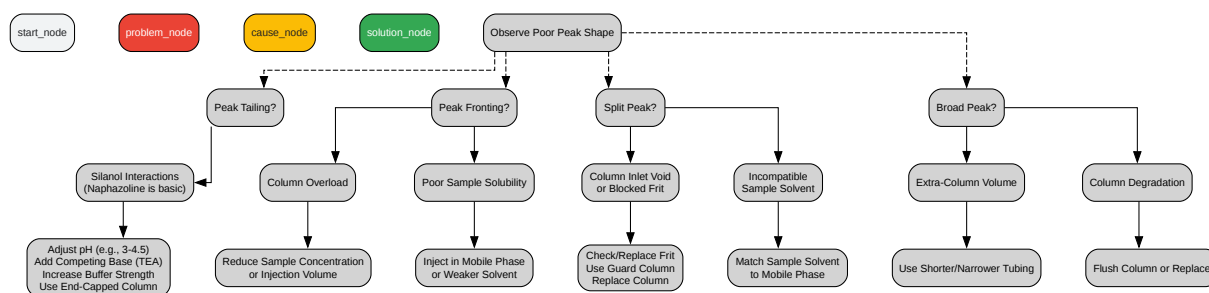 start_node
problem_node
cause_node
solution_node
Observe Poor Peak Shape
Peak Tailing?
Peak Fronting?
Split Peak?
Broad Peak?
Silanol Interactions
(Naphazoline is basic)
Column Overload
Poor Sample Solubility
Column Inlet Void
or Blocked Frit
Incompatible
Sample Solvent
Extra-Column Volume
Column Degradation
Adjust pH (e.g., 3-4.5)
Add Competing Base (TEA)
Increase Buffer Strength
Use End-Capped Column
Reduce Sample Concentration
or Injection Volume
Inject in Mobile Phase
or Weaker Solvent
Check/Replace Frit
Use Guard Column
Replace Column
Match Sample Solvent
to Mobile Phase
Use Shorter/Narrower Tubing
Flush Column or Replace